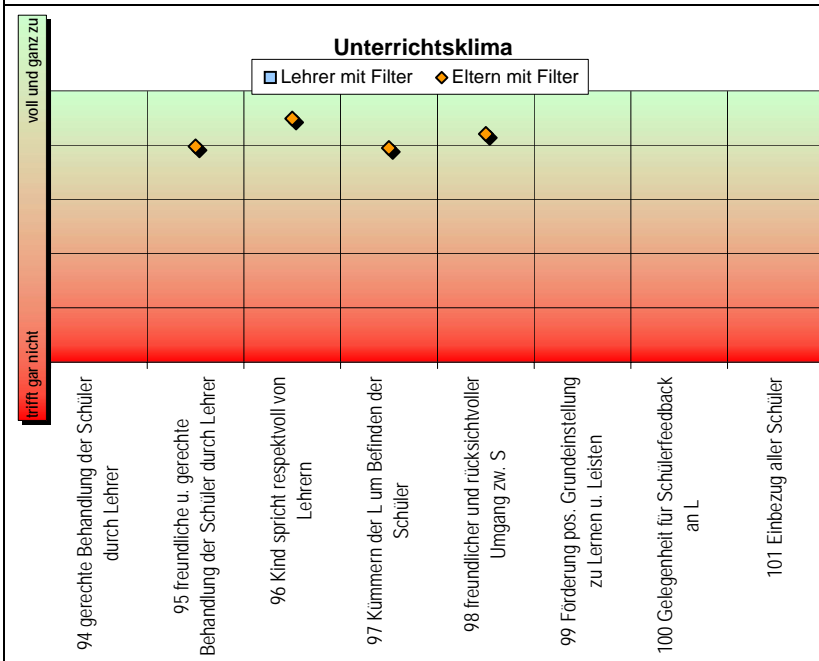 voll und ganz zu
trifft gar nicht
Unterrichtsklima
Lehrer mit Filter
Eltern mit Filter
94 gerechte Behandlung der Schüler
durch Lehrer
95 freundliche u. gerechte
Behandlung der Schüler durch Lehrer
96 Kind spricht respektvoll von
Lehrern
97 Kümmern der L um Befinden der
Schüler
98 freundlicher und rücksichtvoller
Umgang zw. S
99 Förderung pos. Grundeinstellung
zu Lernen u. Leisten
100 Gelegenheit für Schülerfeedback
an L
101 Einbezug aller Schüler